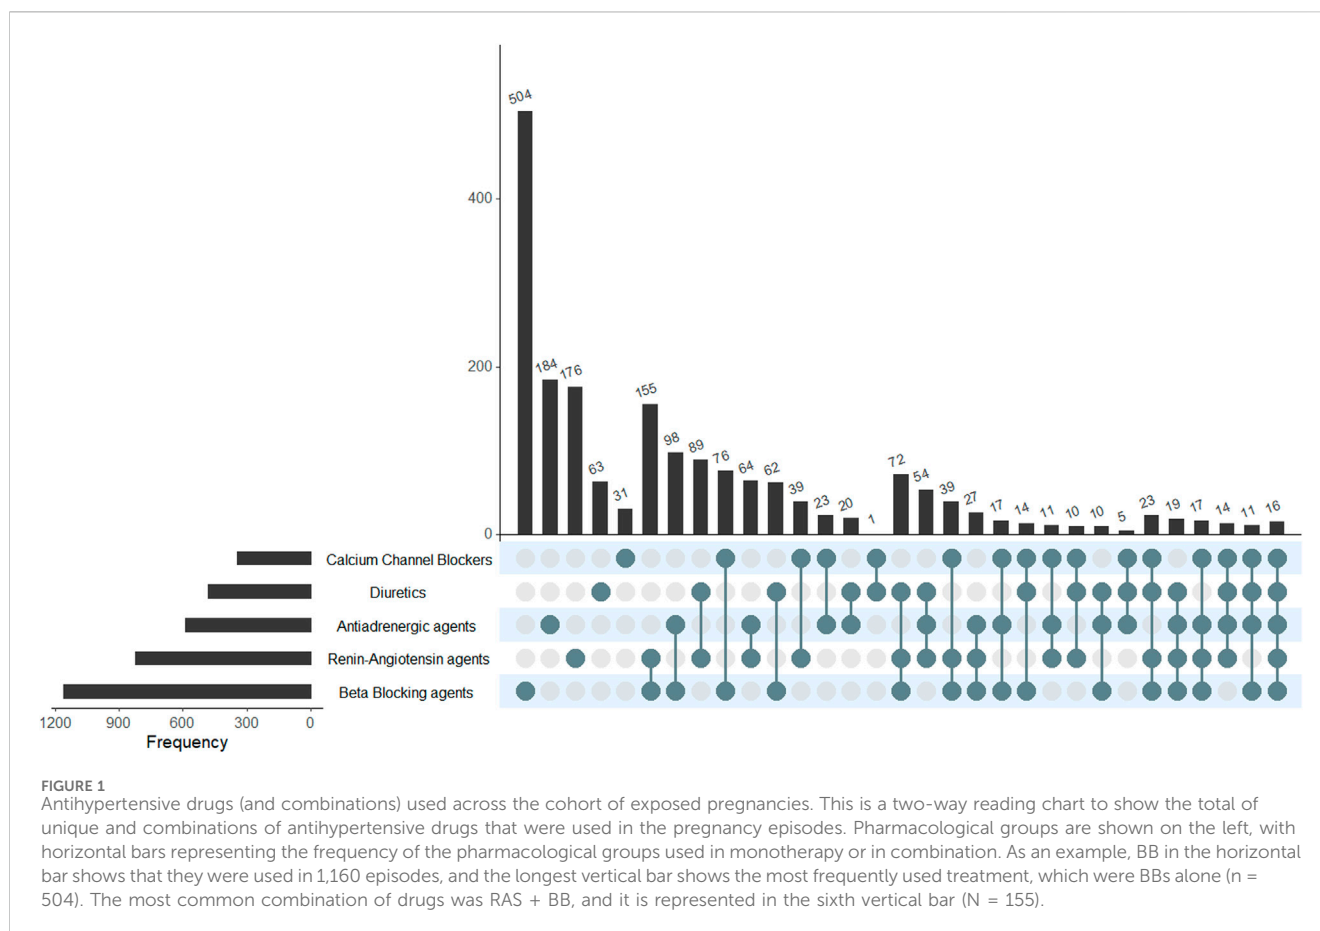 504
400
184
176
200
155
98
89
76
63
64
62
31
39
23
20
1
72
54
39
27
17
14
11
10
10
5
23
19
17
14
11
16
0
Calcium Channel Blockers
Diuretics
Antiadrenergic agents
Renin-Angiotensin agents
Beta Blocking agents
1200 900 600 300 0
Frequency
FIGURE 1
Antihypertensive drugs (and combinations) used across the cohort of exposed pregnancies. This is a two-way reading chart to show the total of
unique and combinations of antihypertensive drugs that were used in the pregnancy episodes. Pharmacological groups are shown on the left, with
horizontal bars representing the frequency of the pharmacological groups used in monotherapy or in combination. As an example, BB in the horizontal
bar shows that they were used in 1,160 episodes, and the longest vertical bar shows the most frequently used treatment, which were BBs alone (n =
504). The most common combination of drugs was RAS + BB, and it is represented in the sixth vertical bar (N = 155).